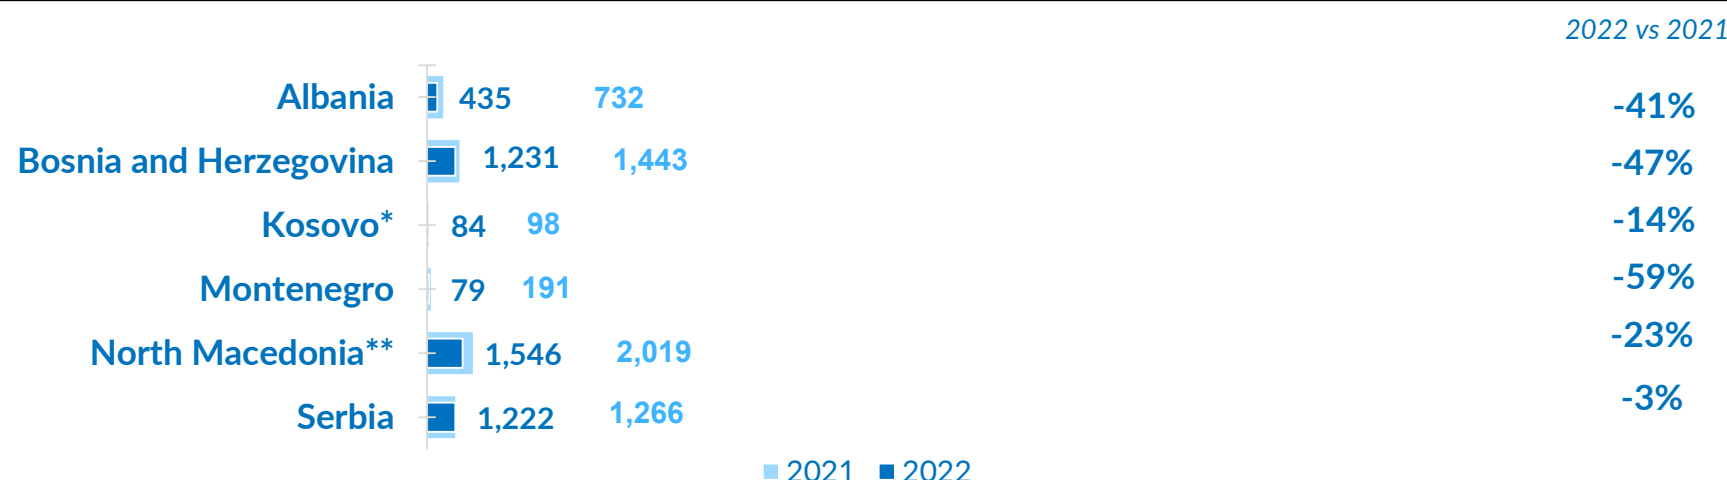 2022 vs 2021
Albania 435 732 -41%
Bosnia and Herzegovina 1,231 1,443 -47%
Kosovo* 84 98 -14%
Montenegro 79 191 -59%
North Macedonia** 1,546 2,019 -23%
Serbia 1,222 1,266 -3%
2021 2022